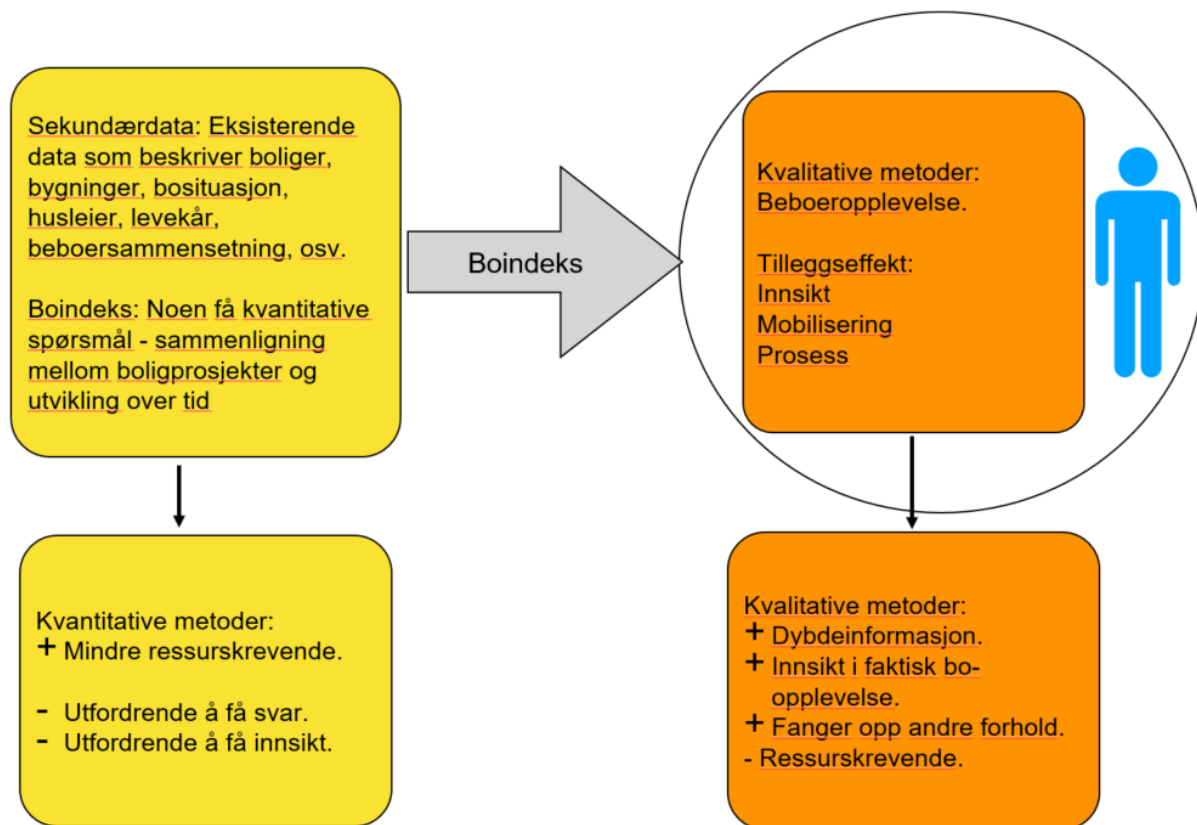 Sekundærdata: Eksisterende
data som beskriver boliger,
bygninger, bosituasjon,
husleier, levekår,
beboersammensetning, osv.
Boindeks: Noen få kvantitative
spørsmål - sammenligning
mellom boligprosjekter og
utvikling over tid
Boindeks
Kvalitative metoder:
Beboeropplevelse.
Tilleggseffekt:
Innsikt
Mobilisering
Prosess
Kvantitative metoder:
+ Mindre ressurskrevende.
- Utfordrende å få svar.
- Utfordrende å få innsikt.
Kvalitative metoder:
+ Dybdeinformasjon.
+ Innsikt i faktisk bo-
opplevelse.
+ Fanger opp andre forhold.
- Ressurskrevende.